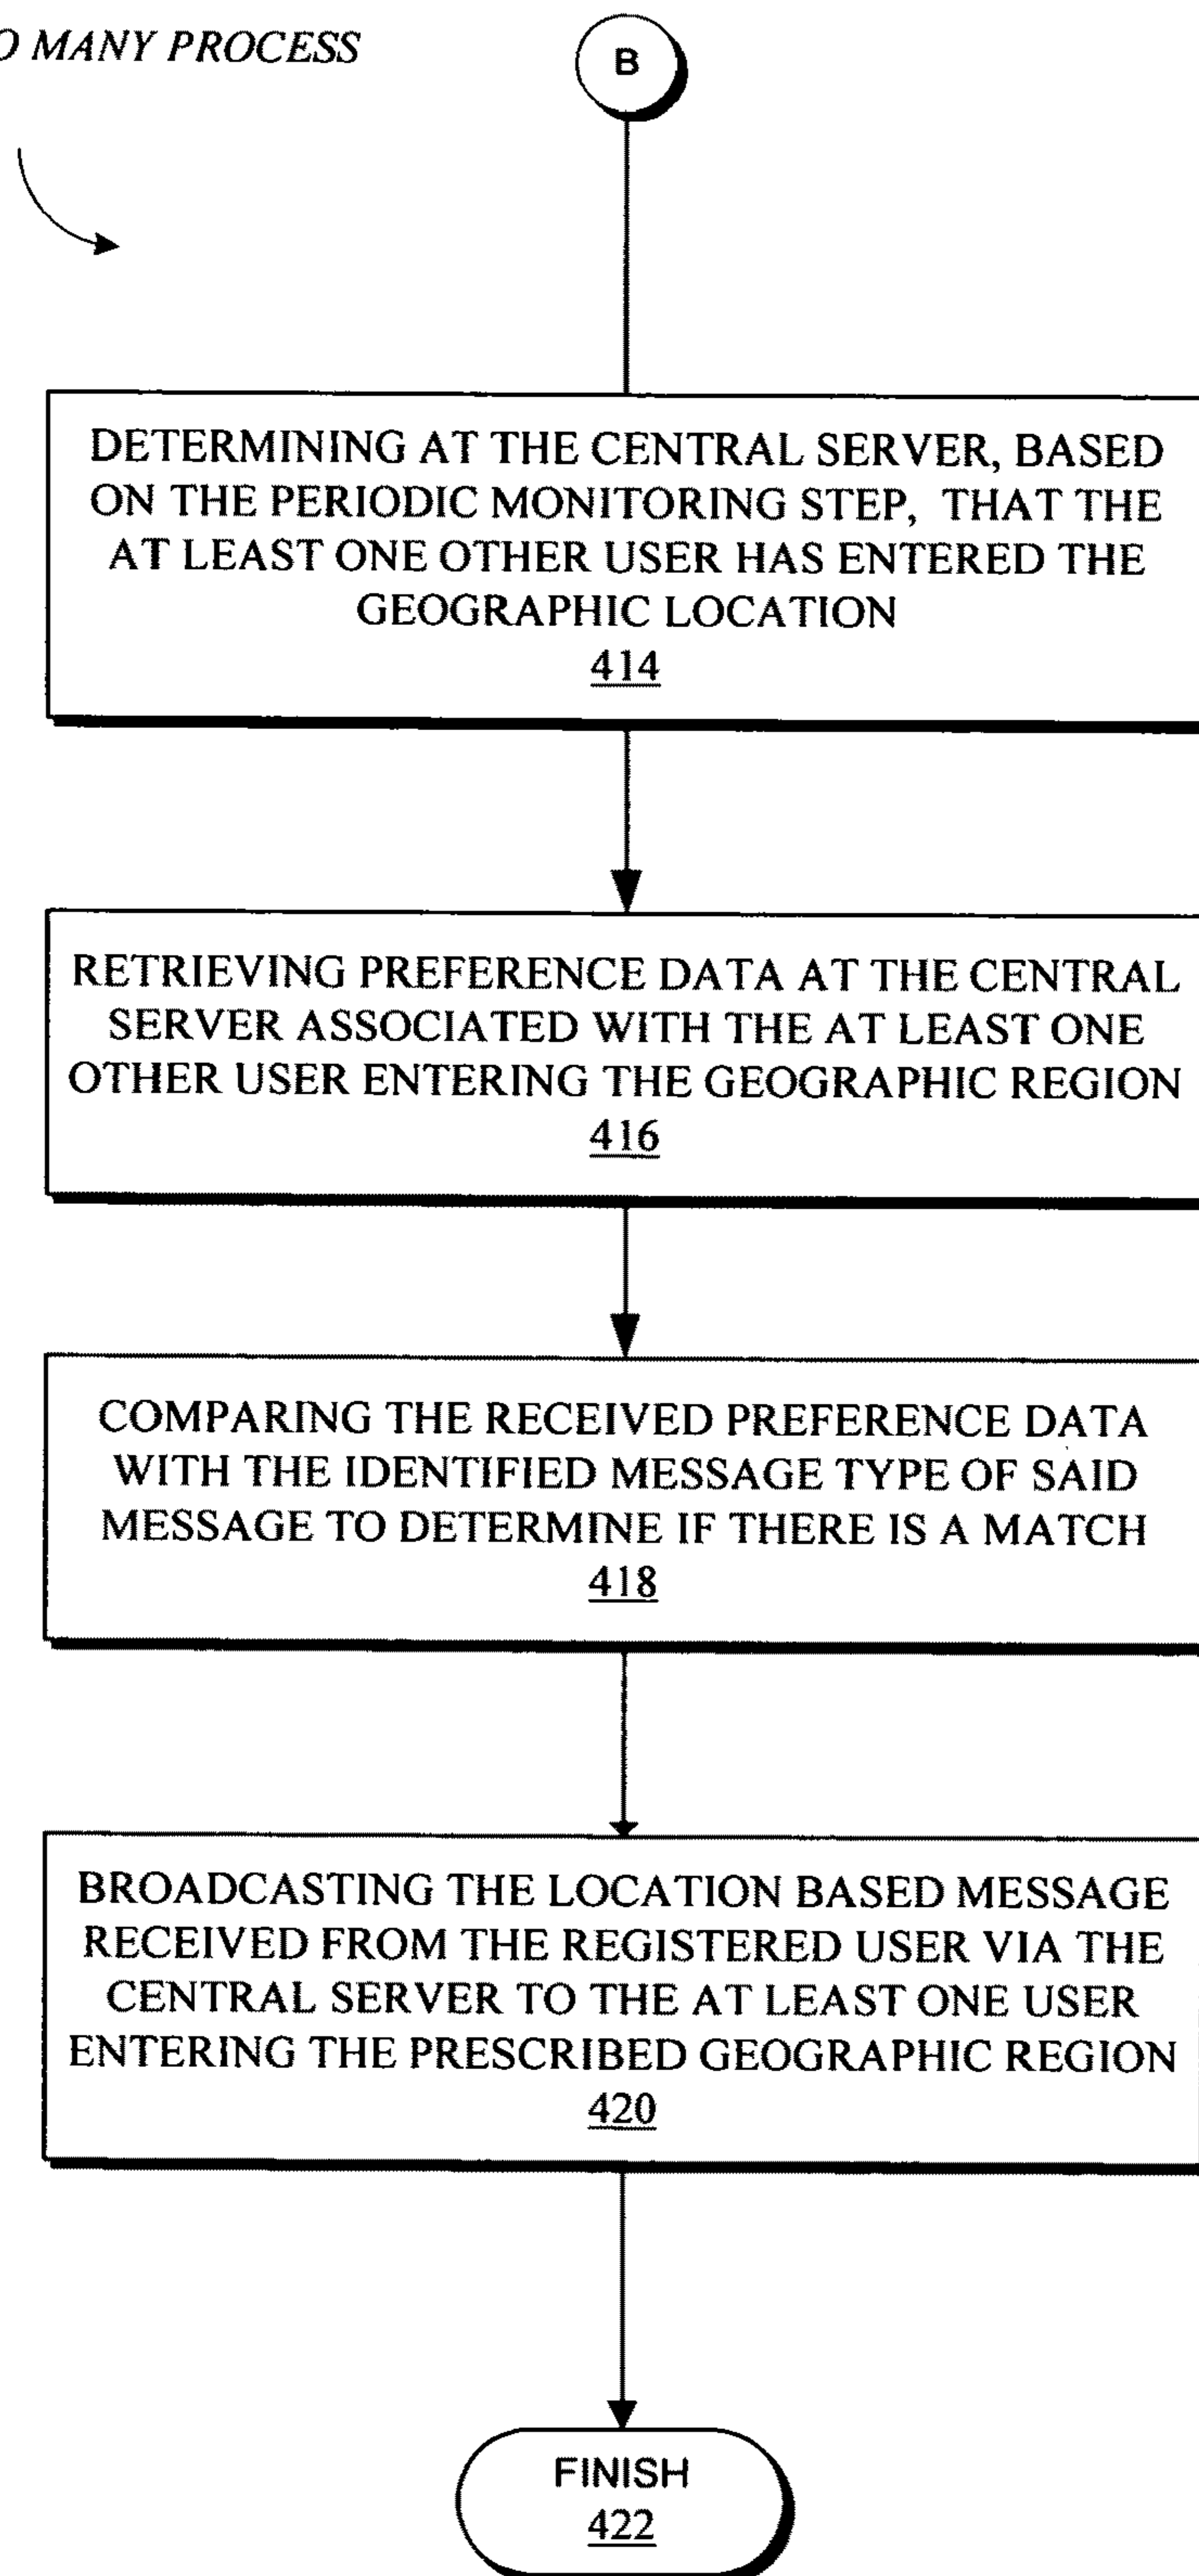 O MANY PROCESS
B
DETERMINING AT THE CENTRAL SERVER, BASED
ON THE PERIODIC MONITORING STEP, THAT THE
AT LEAST ONE OTHER USER HAS ENTERED THE
GEOGRAPHIC LOCATION
414
RETRIEVING PREFERENCE DATA AT THE CENTRAL
SERVER ASSOCIATED WITH THE AT LEAST ONE
OTHER USER ENTERING THE GEOGRAPHIC REGION
416
COMPARING THE RECEIVED PREFERENCE DATA
WITH THE IDENTIFIED MESSAGE TYPE OF SAID
MESSAGE TO DETERMINE IF THERE IS A MATCH
418
BROADCASTING THE LOCATION BASED MESSAGE
RECEIVED FROM THE REGISTERED USER VIA THE
CENTRAL SERVER TO THE AT LEAST ONE USER
ENTERING THE PRESCRIBED GEOGRAPHIC REGION
420
FINISH
422